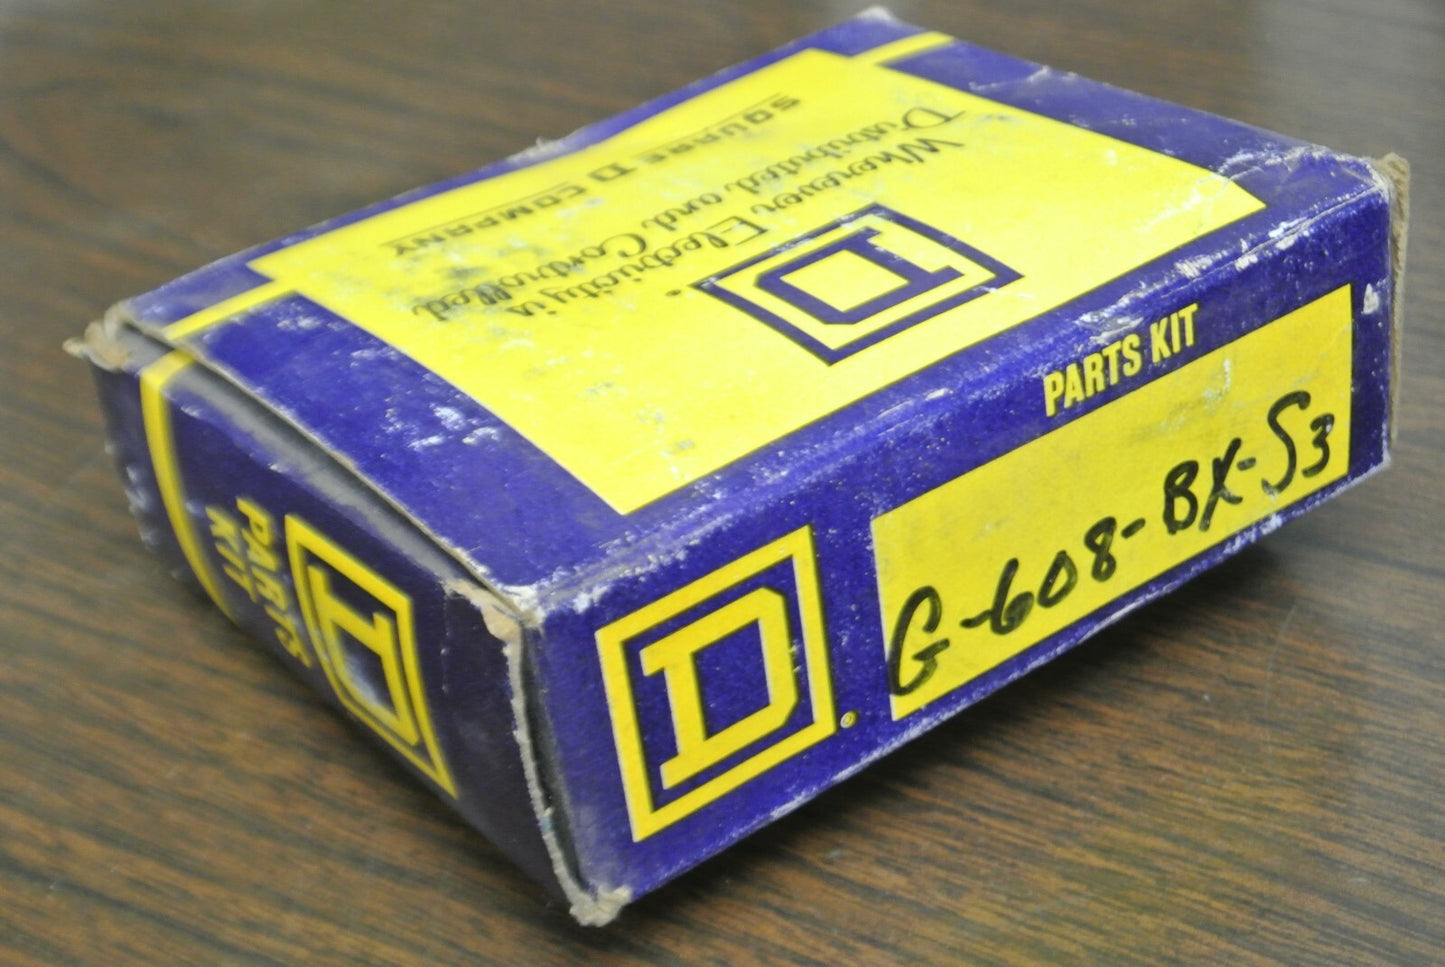 D
Wherever Electricity is
Distributed and Controlled
SQUARE D COMPANY
PARTS KIT
D
G-608-BX-S3
PARTS
KIT
D